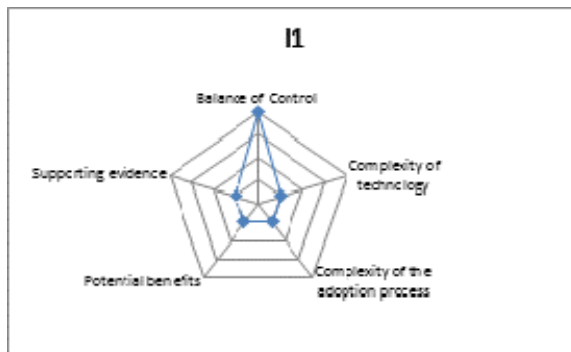 I1
Balance of Control
Supporting evidence
Complexity of
technology
Potential benefits
Complexity of the
adoption process